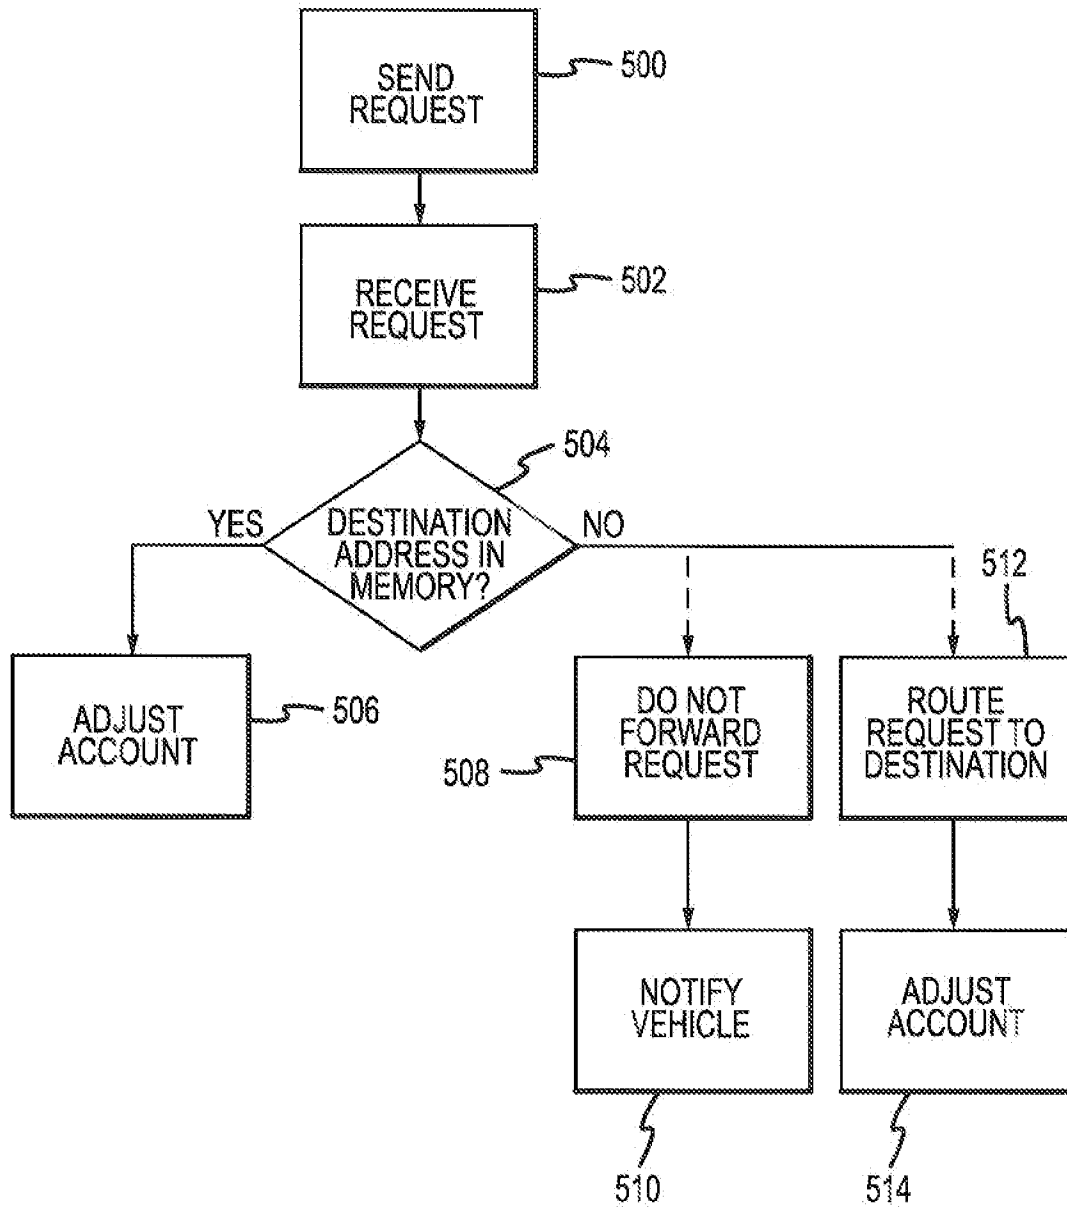 SEND
REQUEST
500
RECEIVE
REQUEST
502
504
YES
DESTINATION
ADDRESS IN
MEMORY?
NO
512
ADJUST
ACCOUNT
506
DO NOT
FORWARD
REQUEST
508
ROUTE
REQUEST TO
DESTINATION
NOTIFY
VEHICLE
ADJUST
ACCOUNT
510
514